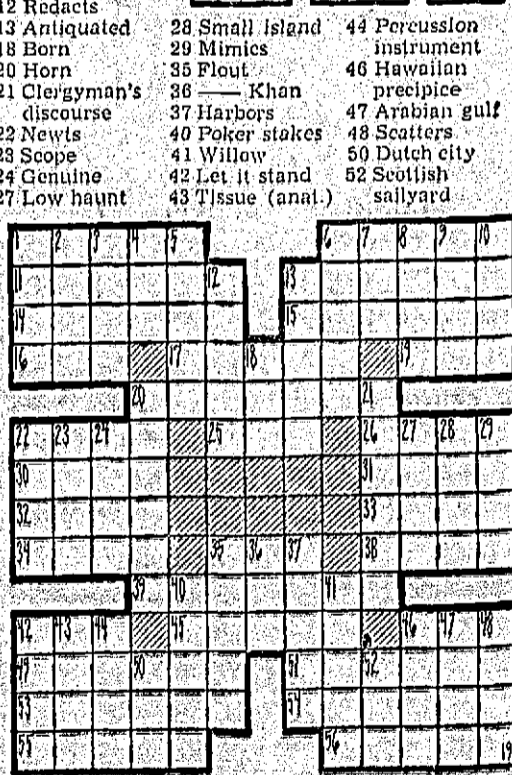 12 Redacts
13 Antiquated
18 Born
20 Horn
21 Clergyman's
discourse
22 Newts
23 Scope
24 Genuine
27 Low haunt
28 Small island
29 Mimics
35 Flout
36 —— Khan
37 Harbors
40 Poker stakes
41 Willow
42 Let it stand
43 Tissue (anat.)
44 Percussion
instrument
46 Hawaiian
precipice
47 Arabian gulf
48 Scatters
50 Dutch city
52 Scottish
sailyard
1 2 3 4 5 6 7 8 9 10
11 12 13
14 15
16 17 18 19
20 21
22 23 24 25 26 27 28 29
30 31
32 33
34 35 36 37 38
39 40 41
42 43 44 45 46 47 48
49 50 51 52
53 54
55 56
19